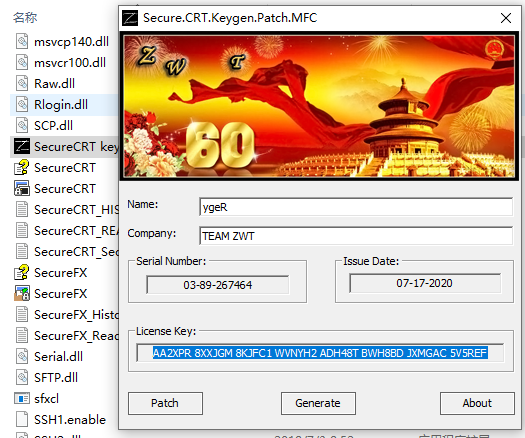 名称
msvcp140.dll
msvcr100.dll
Raw.dll
Rlogin.dll
SCP.dll
SecureCRT key
SecureCRT
SecureCRT
SecureCRT_HIS
SecureCRT_REA
SecureCRT_Se
SecureFX
SecureFX
SecureFX_Histo
SecureFX_Read
Serial.dll
SFTP.dll
sfxcl
SSH1.enable
Secure.CRT.Keygen.Patch.MFC
Z W T
60
Name:
ygeR
Company:
TEAM ZWT
Serial Number:
03-89-267464
Issue Date:
07-17-2020
License Key:
AA2XPR 8XXJGM 8KJFC1 WVNYH2 ADH48T BWH8BD JXMGAC 5V5REF
Patch
Generate
About